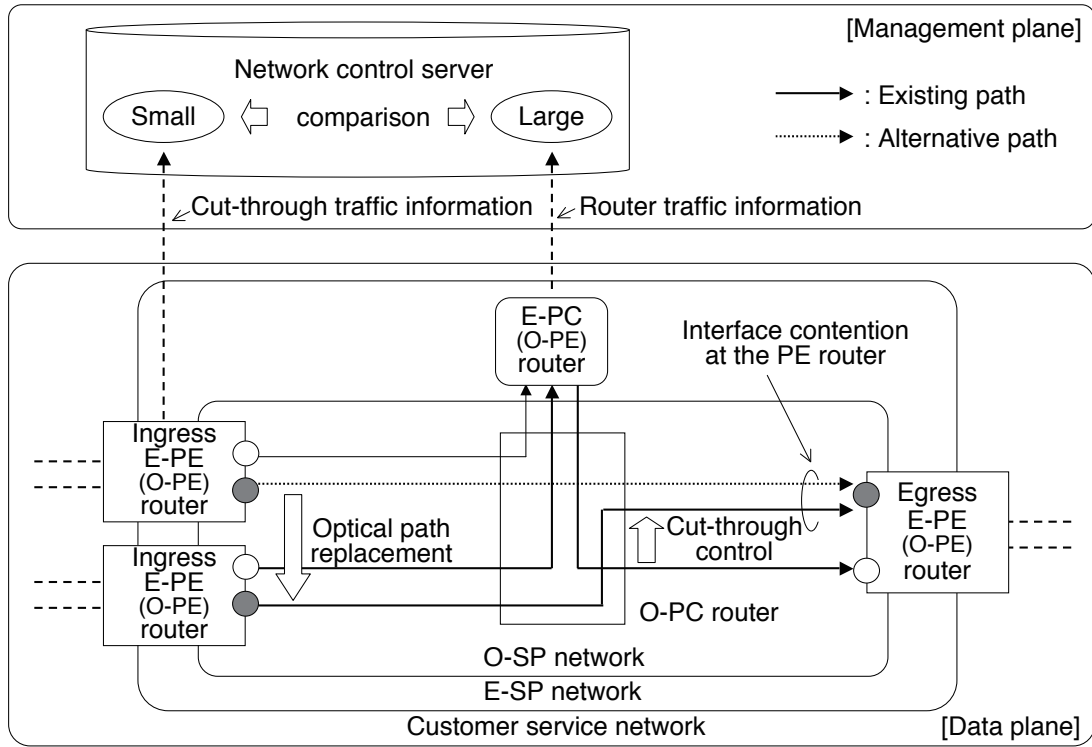 [Management plane]
Network control server
Small
comparison
Large
: Existing path
: Alternative path
Cut-through traffic information
Router traffic information
E-PC
(O-PE)
router
Interface contention
at the PE router
Ingress
E-PE
(O-PE)
router
Optical path
replacement
Cut-through
control
Egress
E-PE
(O-PE)
router
Ingress
E-PE
(O-PE)
router
O-PC router
O-SP network
E-SP network
Customer service network
[Data plane]